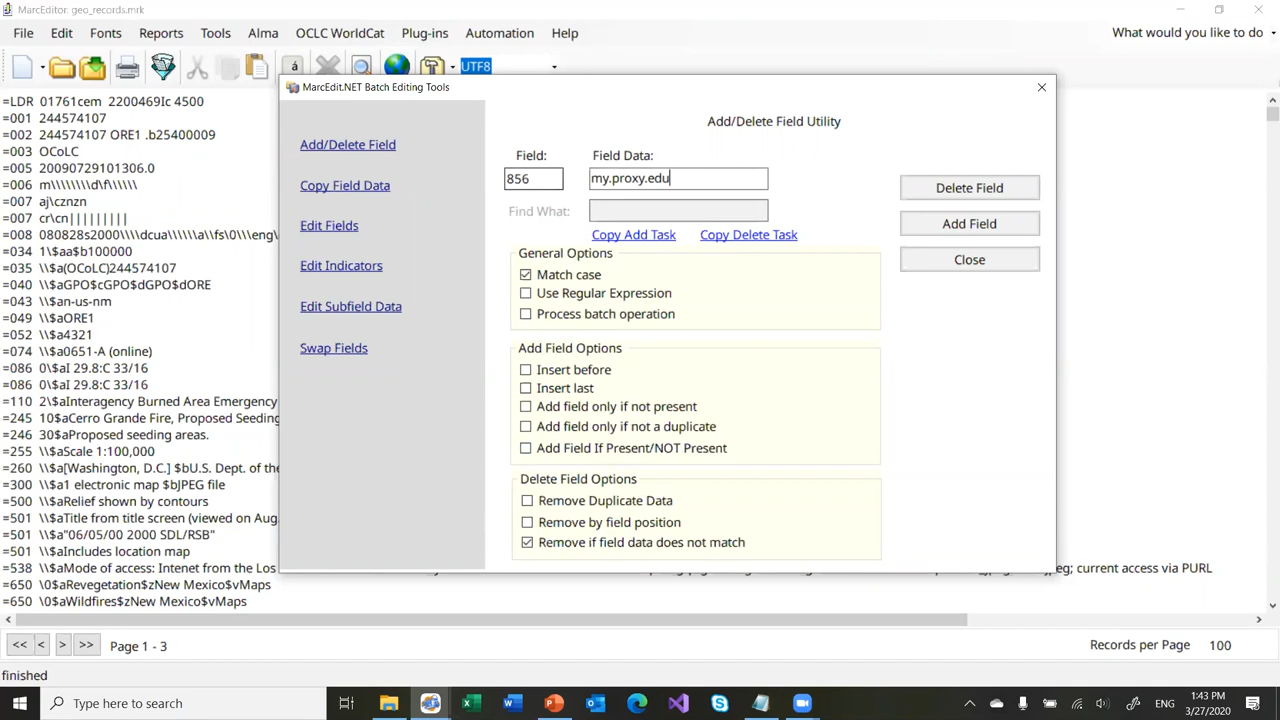 MarcEditor: geo_records.mrk
File Edit Fonts Reports Tools Alma OCLC WorldCat Plug-ins Automation Help What would you like to do
á UTF8
MarcEdit.NET Batch Editing Tools
=LDR 01761cem 2200469Ic 4500
=001 244574107
=002 244574107 ORE1 .b25400009
=003 OCoLC
=005 20090729101306.0
=006 m\\\\\\\d\f\\\\\
=007 aj\cznzn
=007 cr\cn|||||||||
=008 080828s2000\\\\dcua\\\\\\a\\fs\0\\\eng\
=034 1\$aa$b100000
=035 \\$a(OCoLC)244574107
=040 \\$aGPO$cGPO$dGPO$dORE
=043 \\$an-us-nm
=049 \\$aORE1
=052 \\$a4321
=074 \\$a0651-A (online)
=086 0\$aI 29.8:C 33/16
=086 0\$aI 29.8:C 33/16
=110 2\$aInteragency Burned Area Emergency
=245 10$aCerro Grande Fire, Proposed Seeding
=246 30$aProposed seeding areas.
=255 \\$aScale 1:100,000
=260 \\$a[Washington, D.C.] $bU.S. Dept. of the
=300 \\$a1 electronic map $bJPEG file
=500 \\$aRelief shown by contours
=501 \\$aTitle from title screen (viewed on Aug.
=501 \\$a"06/05/00 2000 SDL/RSB"
=501 \\$aIncludes location map
=538 \\$aMode of access: Intenet from the Los
=650 \0$aRevegetation$zNew Mexico$vMaps
=650 \0$aWildfires$zNew Mexico$vMaps
Add/Delete Field
Copy Field Data
Edit Fields
Edit Indicators
Edit Subfield Data
Swap Fields
Add/Delete Field Utility
Field: Field Data:
856 my.proxy.edu
Find What:
Copy Add Task Copy Delete Task
General Options
Match case
Use Regular Expression
Process batch operation
Add Field Options
Insert before
Insert last
Add field only if not present
Add field only if not a duplicate
Add Field If Present/NOT Present
Delete Field Options
Remove Duplicate Data
Remove by field position
Remove if field data does not match
Delete Field
Add Field
Close
jpeg; current access via PURL
<< < > >> Page 1 - 3 Records per Page 100
finished
Type here to search
ENG
1:43 PM
3/27/2020